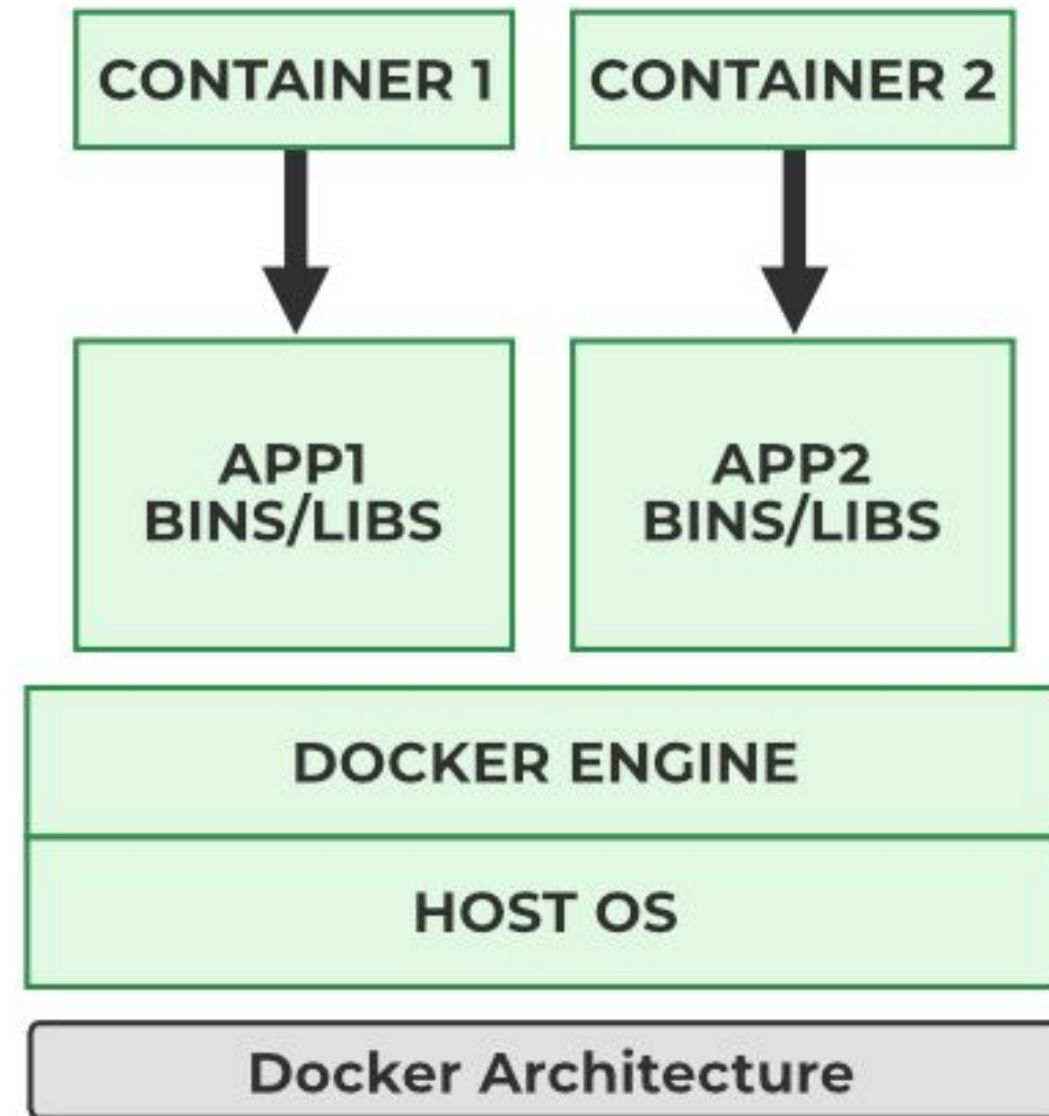 CONTAINER 1
CONTAINER 2
APP1
BINS/LIBS
APP2
BINS/LIBS
DOCKER ENGINE
HOST OS
Docker Architecture